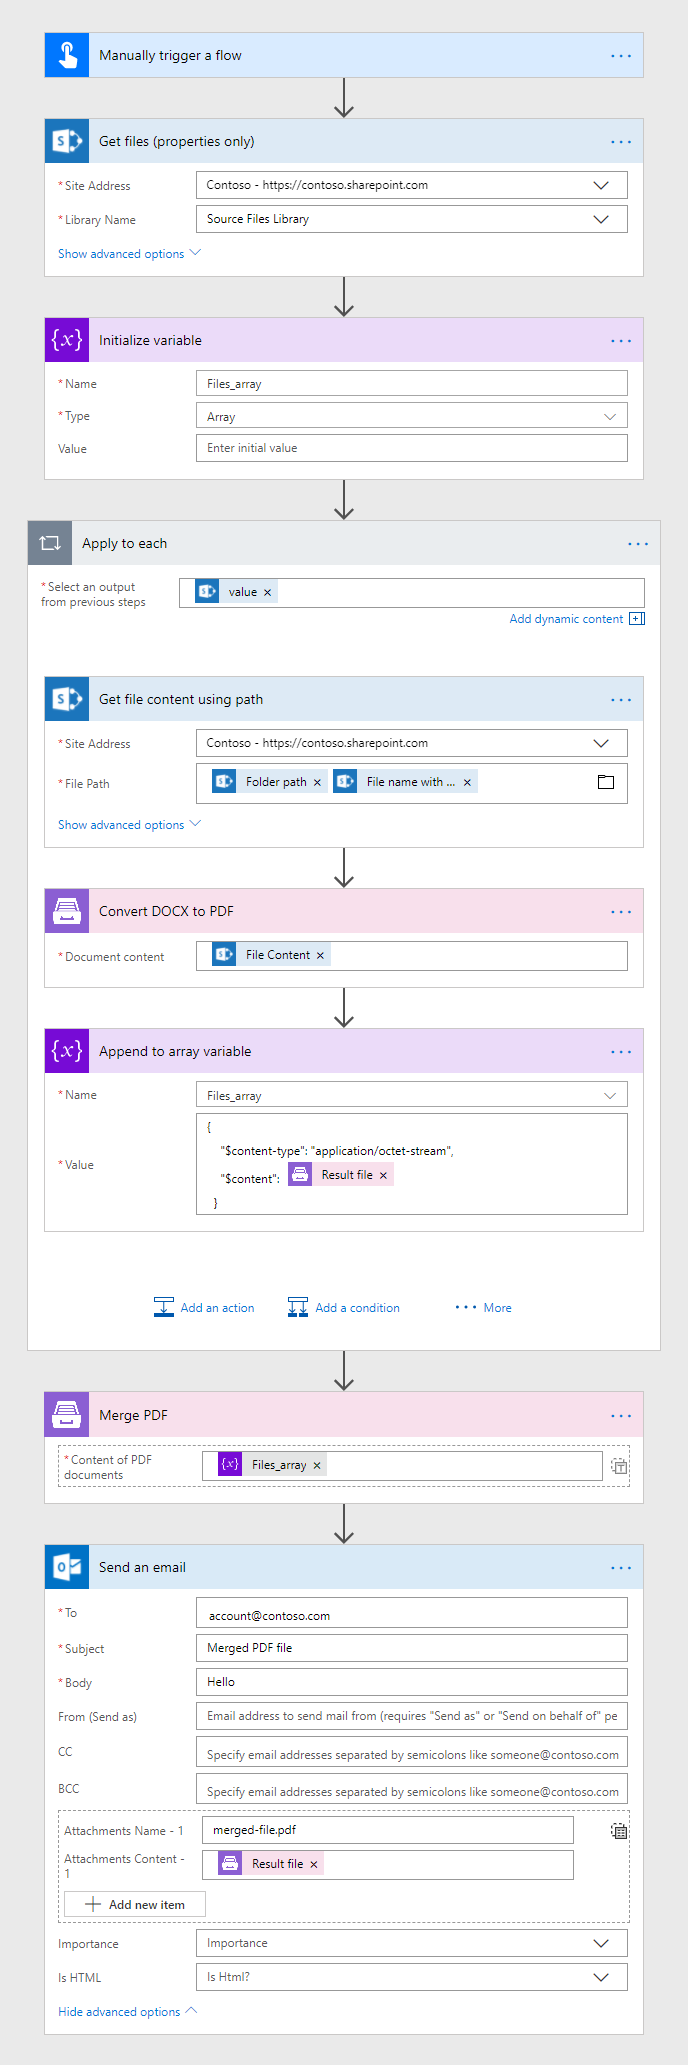 Manually trigger a flow
Get files (properties only)
* Site Address
Contoso - https://contoso.sharepoint.com
* Library Name
Source Files Library
Show advanced options
{x} Initialize variable
* Name
Files_array
* Type
Array
Value
Enter initial value
Apply to each
* Select an output
from previous steps
value ×
Add dynamic content
Get file content using path
* Site Address
Contoso - https://contoso.sharepoint.com
* File Path
Folder path × File name with ... ×
Show advanced options
Convert DOCX to PDF
* Document content
File Content ×
{x} Append to array variable
* Name
Files_array
* Value
{
"$content-type": "application/octet-stream",
"$content": Result file ×
}
Add an action
Add a condition
... More
Merge PDF
* Content of PDF
documents
{x} Files_array ×
Send an email
* To
account@contoso.com
* Subject
Merged PDF file
* Body
Hello
From (Send as)
Email address to send mail from (requires "Send as" or "Send on behalf of" pe
CC
Specify email addresses separated by semicolons like someone@contoso.com
BCC
Specify email addresses separated by semicolons like someone@contoso.com
Attachments Name - 1
merged-file.pdf
Attachments Content -
1
Result file ×
Add new item
Importance
Importance
Is HTML
Is Html?
Hide advanced options